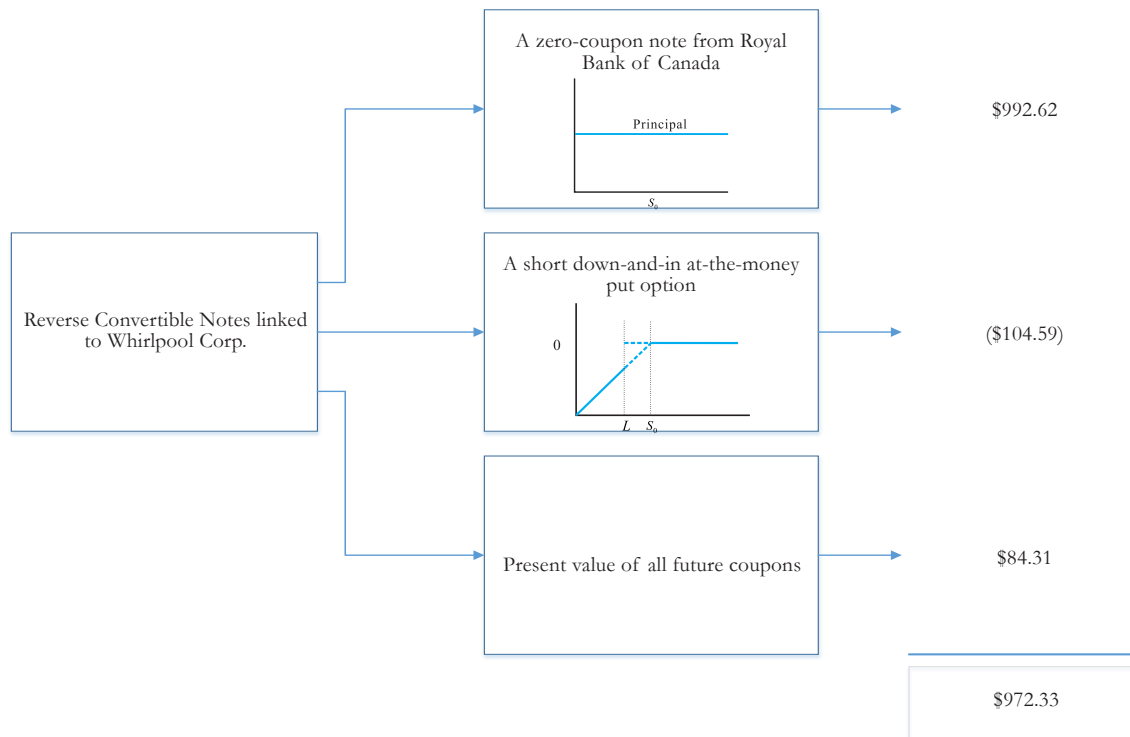 A zero-coupon note from Royal
Bank of Canada
Principal
S₀
$992.62
Reverse Convertible Notes linked
to Whirlpool Corp.
A short down-and-in at-the-money
put option
0
L S₀
($104.59)
Present value of all future coupons
$84.31
$972.33